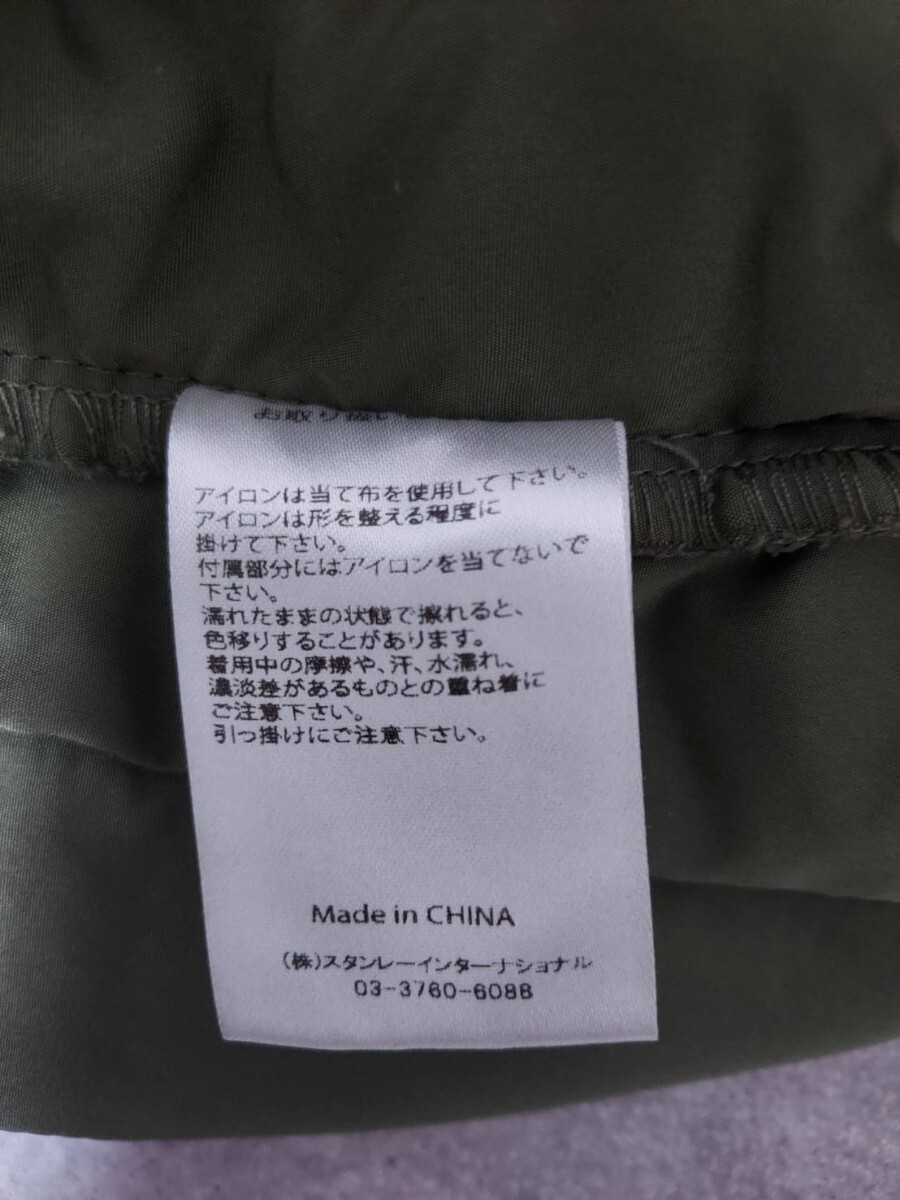 アイロンは当て布を使用して下さい。
アイロンは形を整える程度に
掛けて下さい。
付属部分にはアイロンを当てないで
下さい。
濡れたままの状態で擦れると、
色移りすることがあります。
着用中の摩擦や、汗、水濡れ、
濃淡差があるものとの重ね着に
ご注意下さい。
引っ掛けにご注意下さい。
Made in CHINA
(株)スタンレーインターナショナル
03-3760-6088